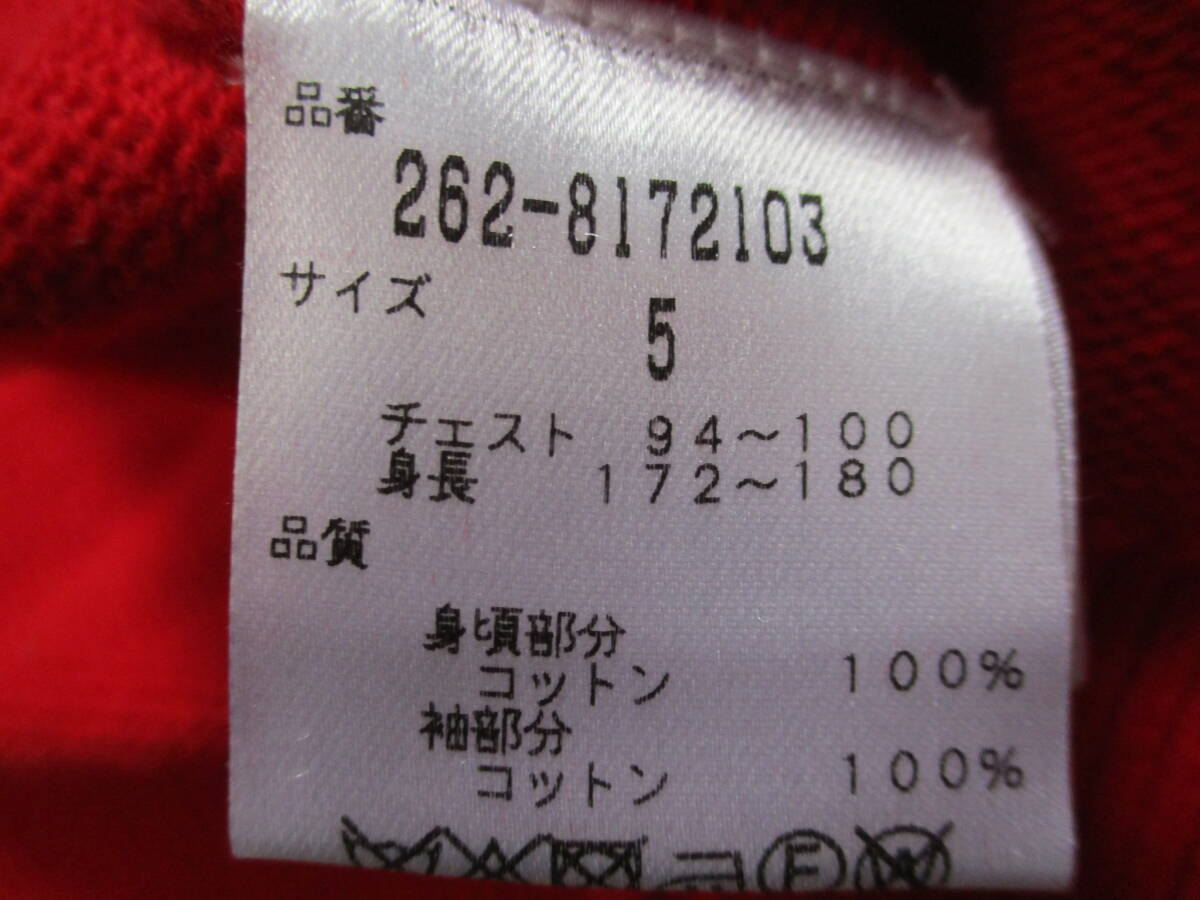 品番
262-8172103
サイズ
5
チェスト 94～100
身長 172～180
品質
身頃部分
コットン 100%
袖部分
コットン 100%
F